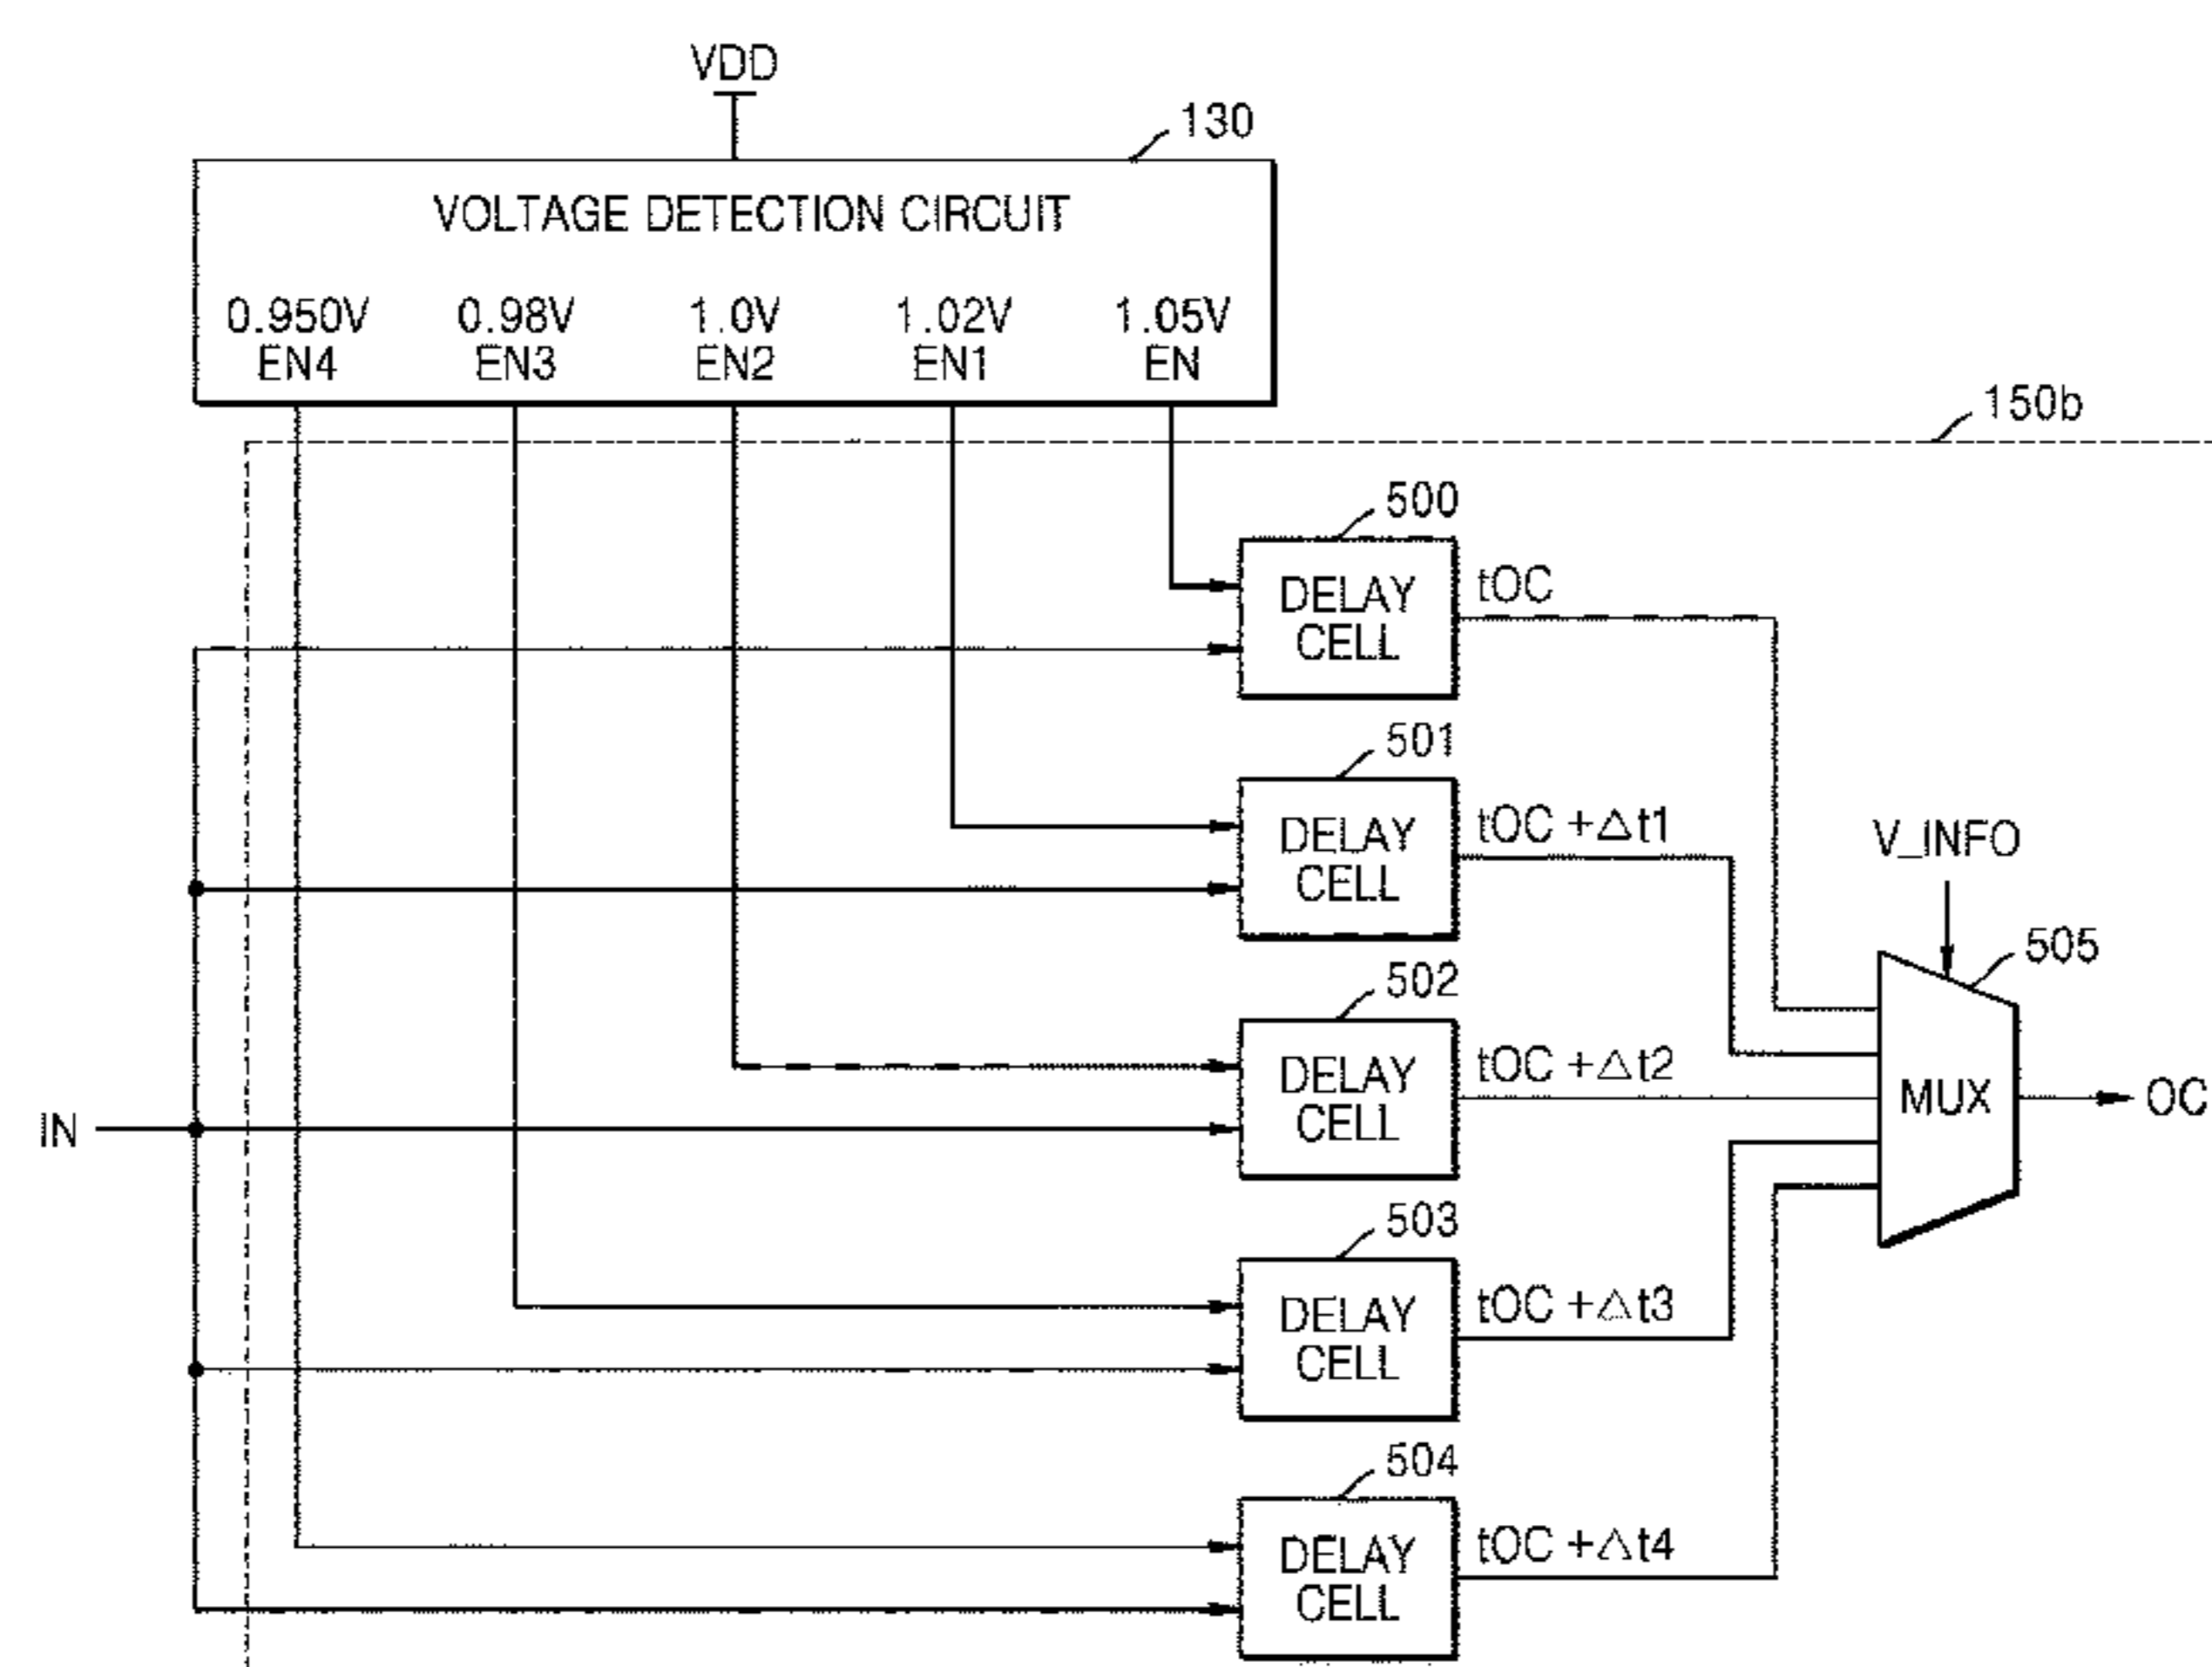 VDD
130
VOLTAGE DETECTION CIRCUIT
0.950V 0.98V 1.0V 1.02V 1.05V
EN4 EN3 EN2 EN1 EN
150b
500
DELAY
CELL
tOC
501
DELAY
CELL
tOC +△t1
V_INFO
505
502
DELAY
CELL
tOC +△t2
MUX
OC
IN
503
DELAY
CELL
tOC +△t3
504
DELAY
CELL
tOC +△t4